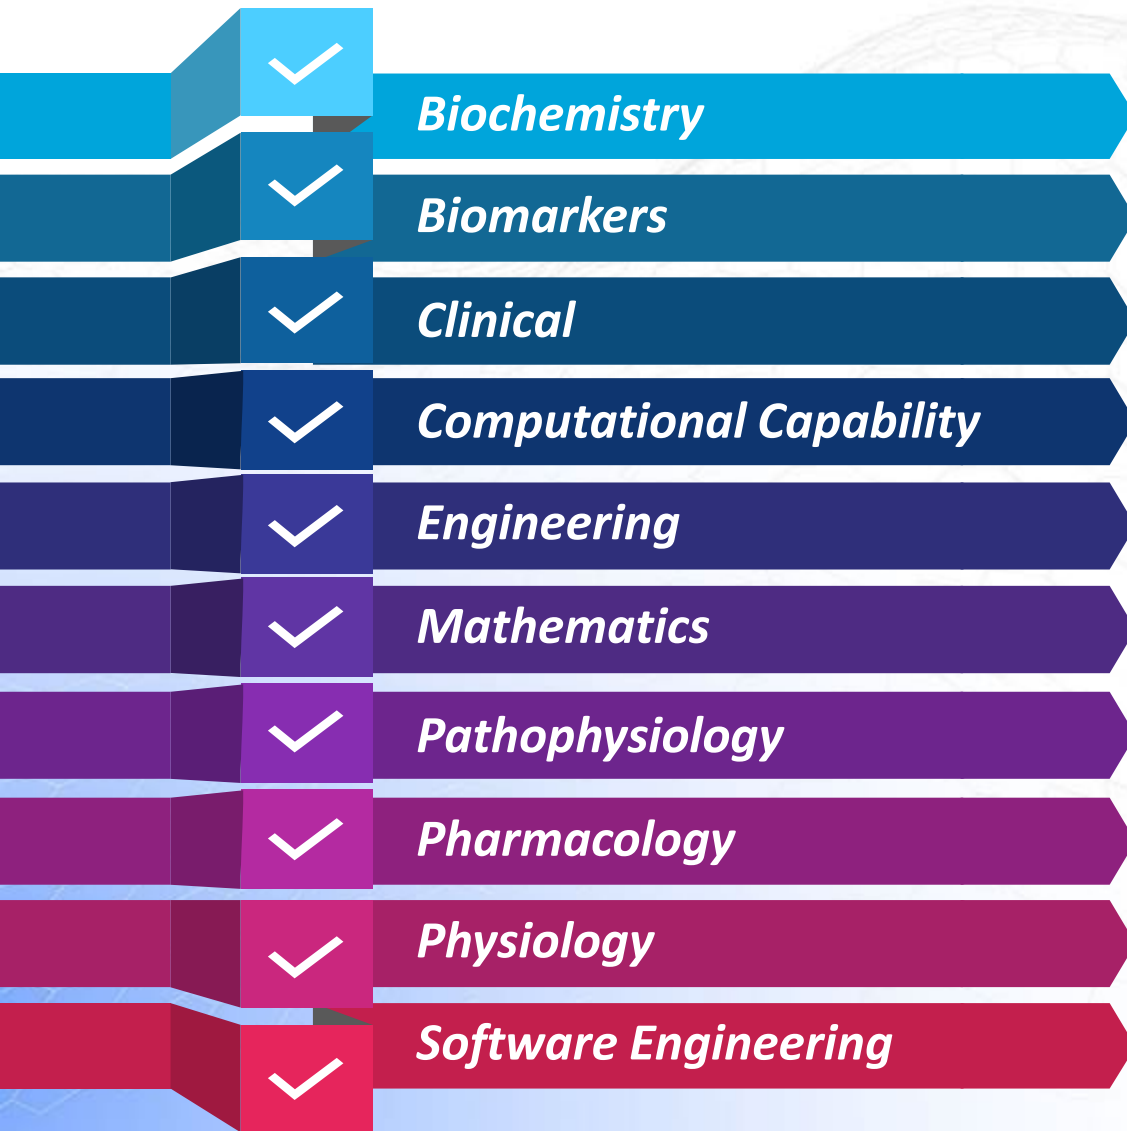 Biochemistry
Biomarkers
Clinical
Computational Capability
Engineering
Mathematics
Pathophysiology
Pharmacology
Physiology
Software Engineering